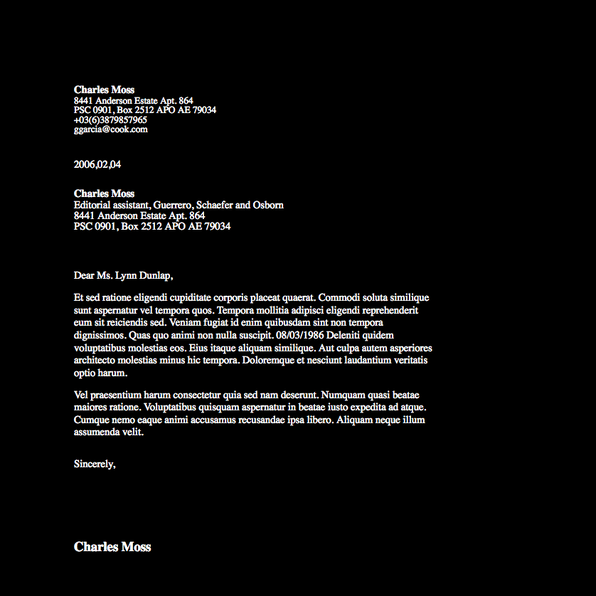 Charles Moss
8441 Anderson Estate Apt. 864
PSC 0901, Box 2512 APO AE 79034
+03(6)3879857965
ggarcia@cook.com
2006,02,04
Charles Moss
Editorial assistant, Guerrero, Schaefer and Osborn
8441 Anderson Estate Apt. 864
PSC 0901, Box 2512 APO AE 79034
Dear Ms. Lynn Dunlap,
Et sed ratione eligendi cupiditate corporis placeat quaerat. Commodi soluta similique
sunt aspernatur vel tempora quos. Tempora mollitia adipisci eligendi reprehenderit
eum sit reiciendis sed. Veniam fugiat id enim quibusdam sint non tempora
dignissimos. Quas quo animi non nulla suscipit. 08/03/1986 Deleniti quidem
voluptatibus molestias eos. Eius itaque aliquam similique. Aut culpa autem asperiores
architecto molestias minus hic tempora. Doloremque et nesciunt laudantium veritatis
optio harum.
Vel praesentium harum consectetur quia sed nam deserunt. Numquam quasi beatae
maiores ratione. Voluptatibus quisquam aspernatur in beatae iusto expedita ad atque.
Cumque nemo eaque animi accusamus recusandae ipsa libero. Aliquam neque illum
assumenda velit.
Sincerely,
Charles Moss